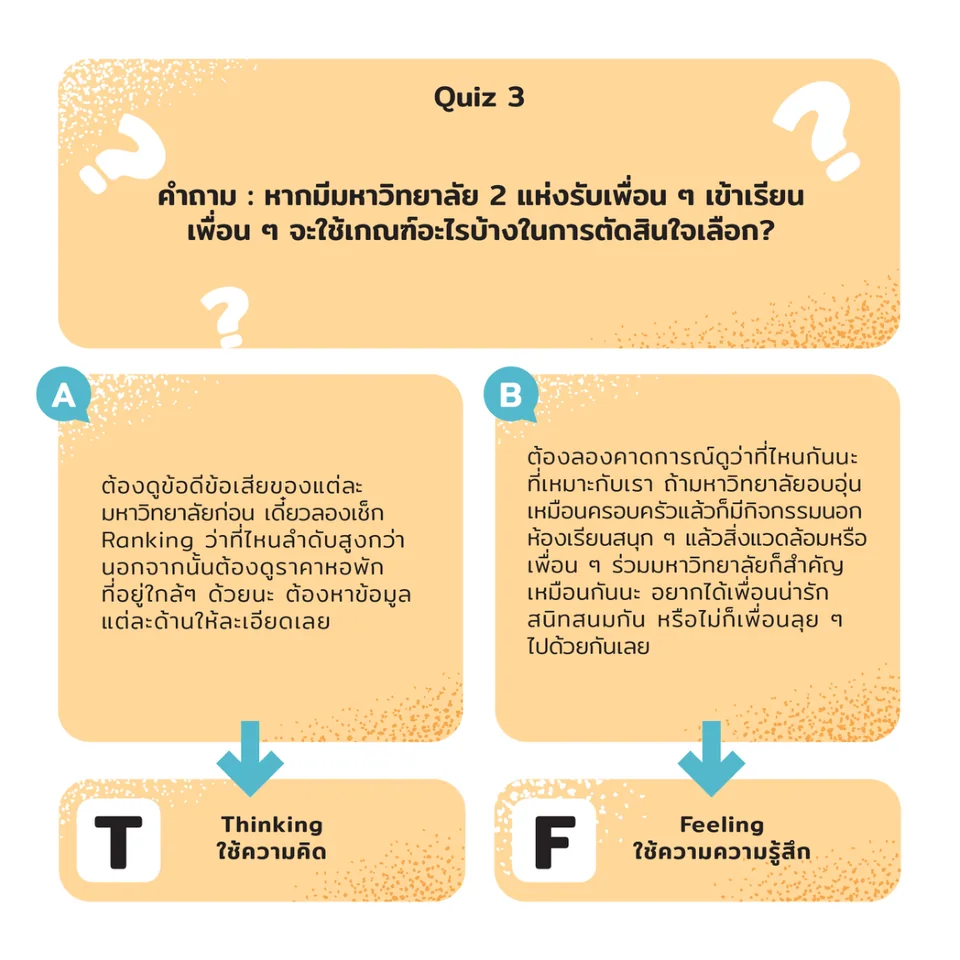 Quiz 3
คำถาม : หากมีมหาวิทยาลัย 2 แห่งรับเพื่อน ๆ เข้าเรียน
เพื่อน ๆ จะใช้เกณฑ์อะไรบ้างในการตัดสินใจเลือก?
A
ต้องดูข้อดีข้อเสียของแต่ละ
มหาวิทยาลัยก่อน เดี๋ยวลองเช็ก
Ranking ว่าที่ไหนลำดับสูงกว่า
นอกจากนั้นต้องดูราคาหอพัก
ที่อยู่ใกล้ๆ ด้วยนะ ต้องหาข้อมูล
แต่ละด้านให้ละเอียดเลย
B
ต้องลองคาดการณ์ดูว่าที่ไหนกันนะ
ที่เหมาะกับเรา ถ้ามหาวิทยาลัยอบอุ่น
เหมือนครอบครัวแล้วก็มีกิจกรรมนอก
ห้องเรียนสนุก ๆ แล้วสิ่งแวดล้อมหรือ
เพื่อน ๆ ร่วมมหาวิทยาลัยก็สำคัญ
เหมือนกันนะ อยากได้เพื่อนน่ารัก
สนิทสนมกัน หรือไม่ก็เพื่อนลุย ๆ
ไปด้วยกันเลย
T
Thinking
ใช้ความคิด
F
Feeling
ใช้ความความรู้สึก